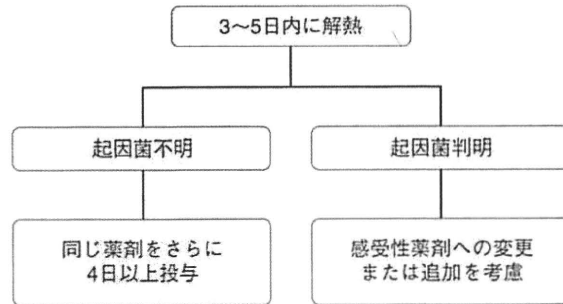 3〜5日内に解熱
起因菌不明
起因菌判明
同じ薬剤をさらに
4日以上投与
感受性薬剤への変更
または追加を考慮